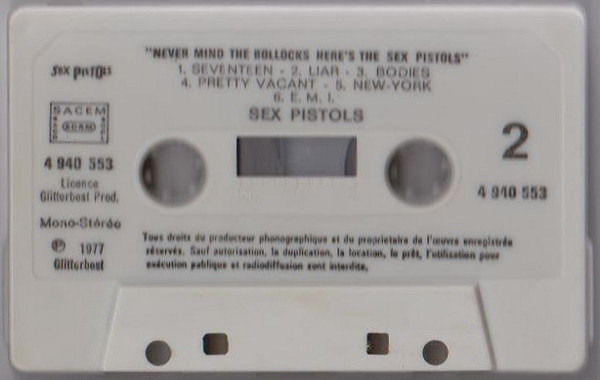 "NEVER MIND THE BOLLOCKS HERE'S THE SEX PISTOLS"
1. SEVENTEEN - 2. LIAR - 3. BODIES
4. PRETTY VACANT - 5. NEW-YORK
6. E. M. I.
SEX PISTOLS
SEX PISTOLS
SACEM
4 940 553
Licence
Glitterbest Prod.
Mono-Stéréo
℗ 1977
Glitterbest
2
4 940 553
Tous droits du producteur phonographique et du proprietaire de l'œuvre enregistrée
réservés. Sauf autorisation, la duplication, la location, le prêt, l'utilisation pour
exécution publique et radiodiffusion sont interdits,